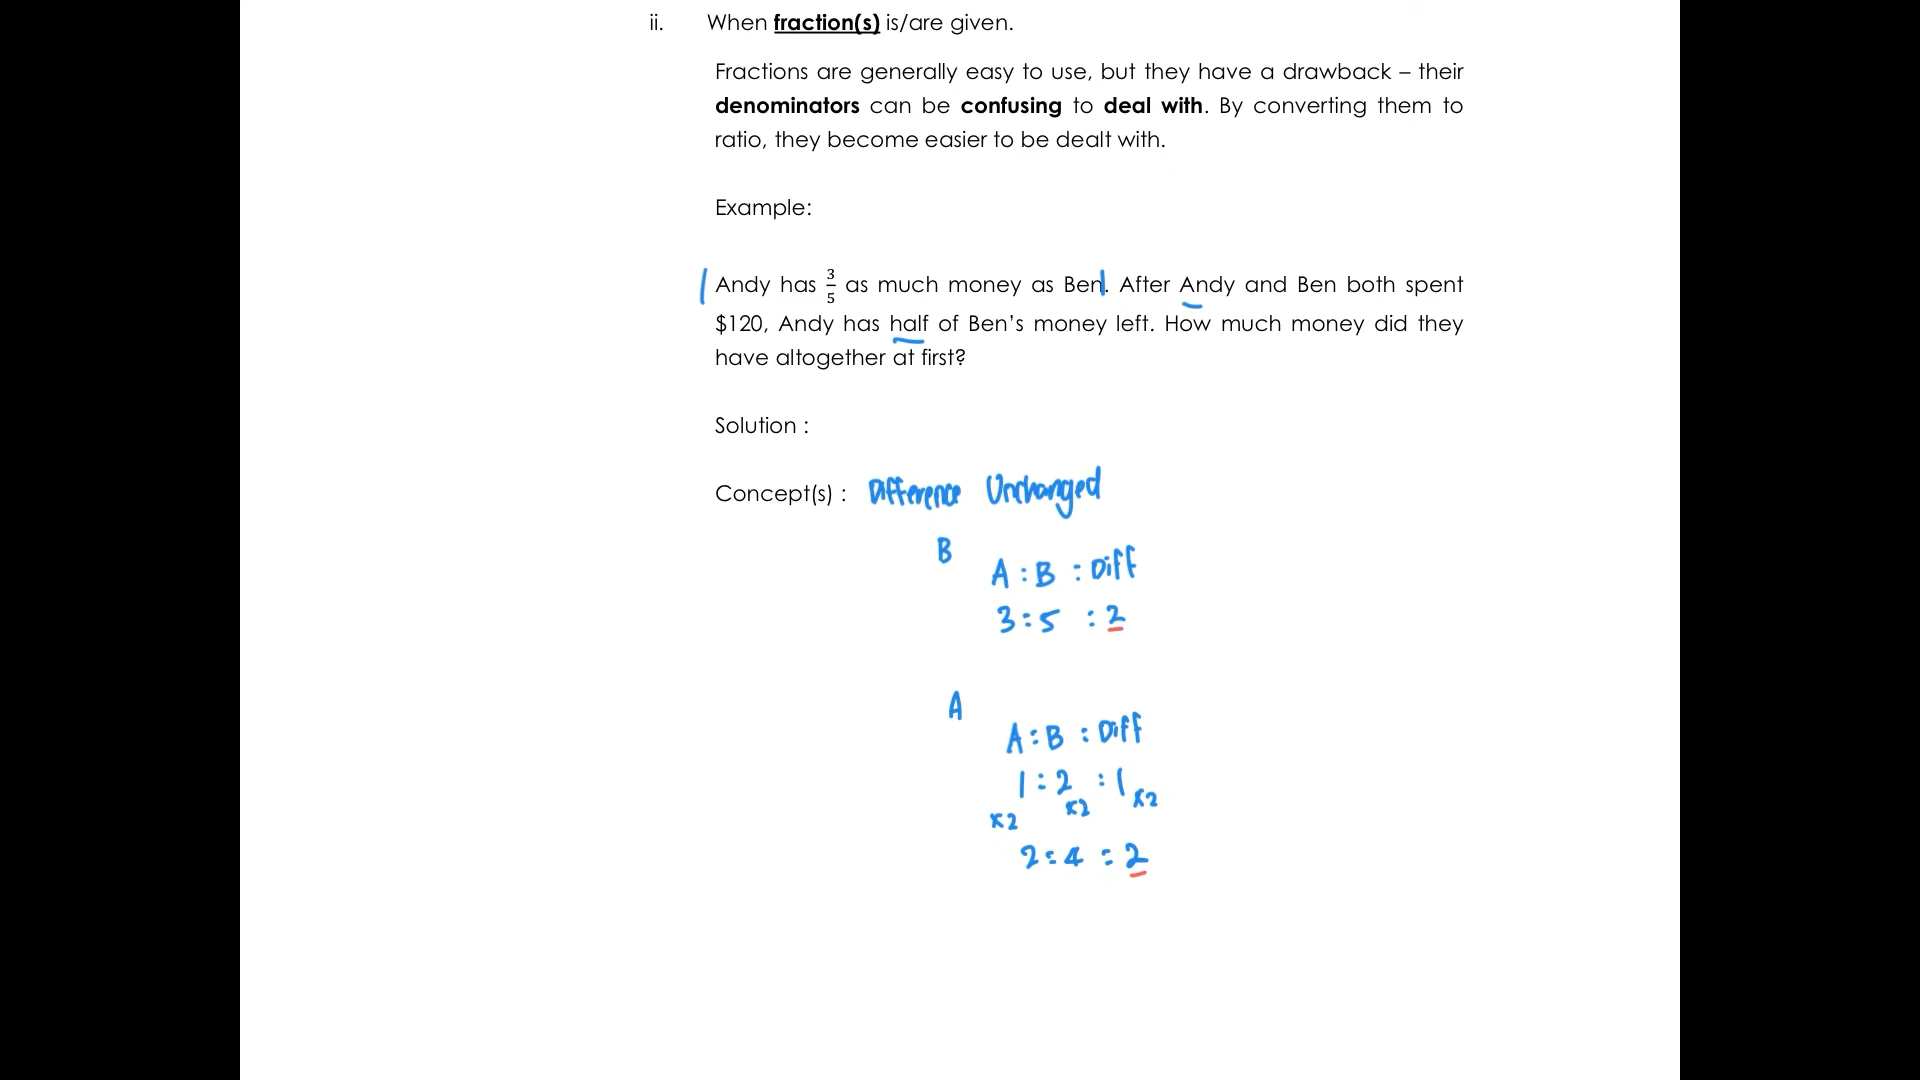 ii. When fraction(s) is/are given.
Fractions are generally easy to use, but they have a drawback – their
denominators can be confusing to deal with. By converting them to
ratio, they become easier to be dealt with.
Example:
Andy has 3/5 as much money as Ben. After Andy and Ben both spent
$120, Andy has half of Ben’s money left. How much money did they
have altogether at first?
Solution :
Concept(s) : Difference Unchanged
B
A : B : Diff
3 : 5 : 2
A
A : B : Diff
1 : 2 : 1
x2 x2 x2
2 : 4 : 2